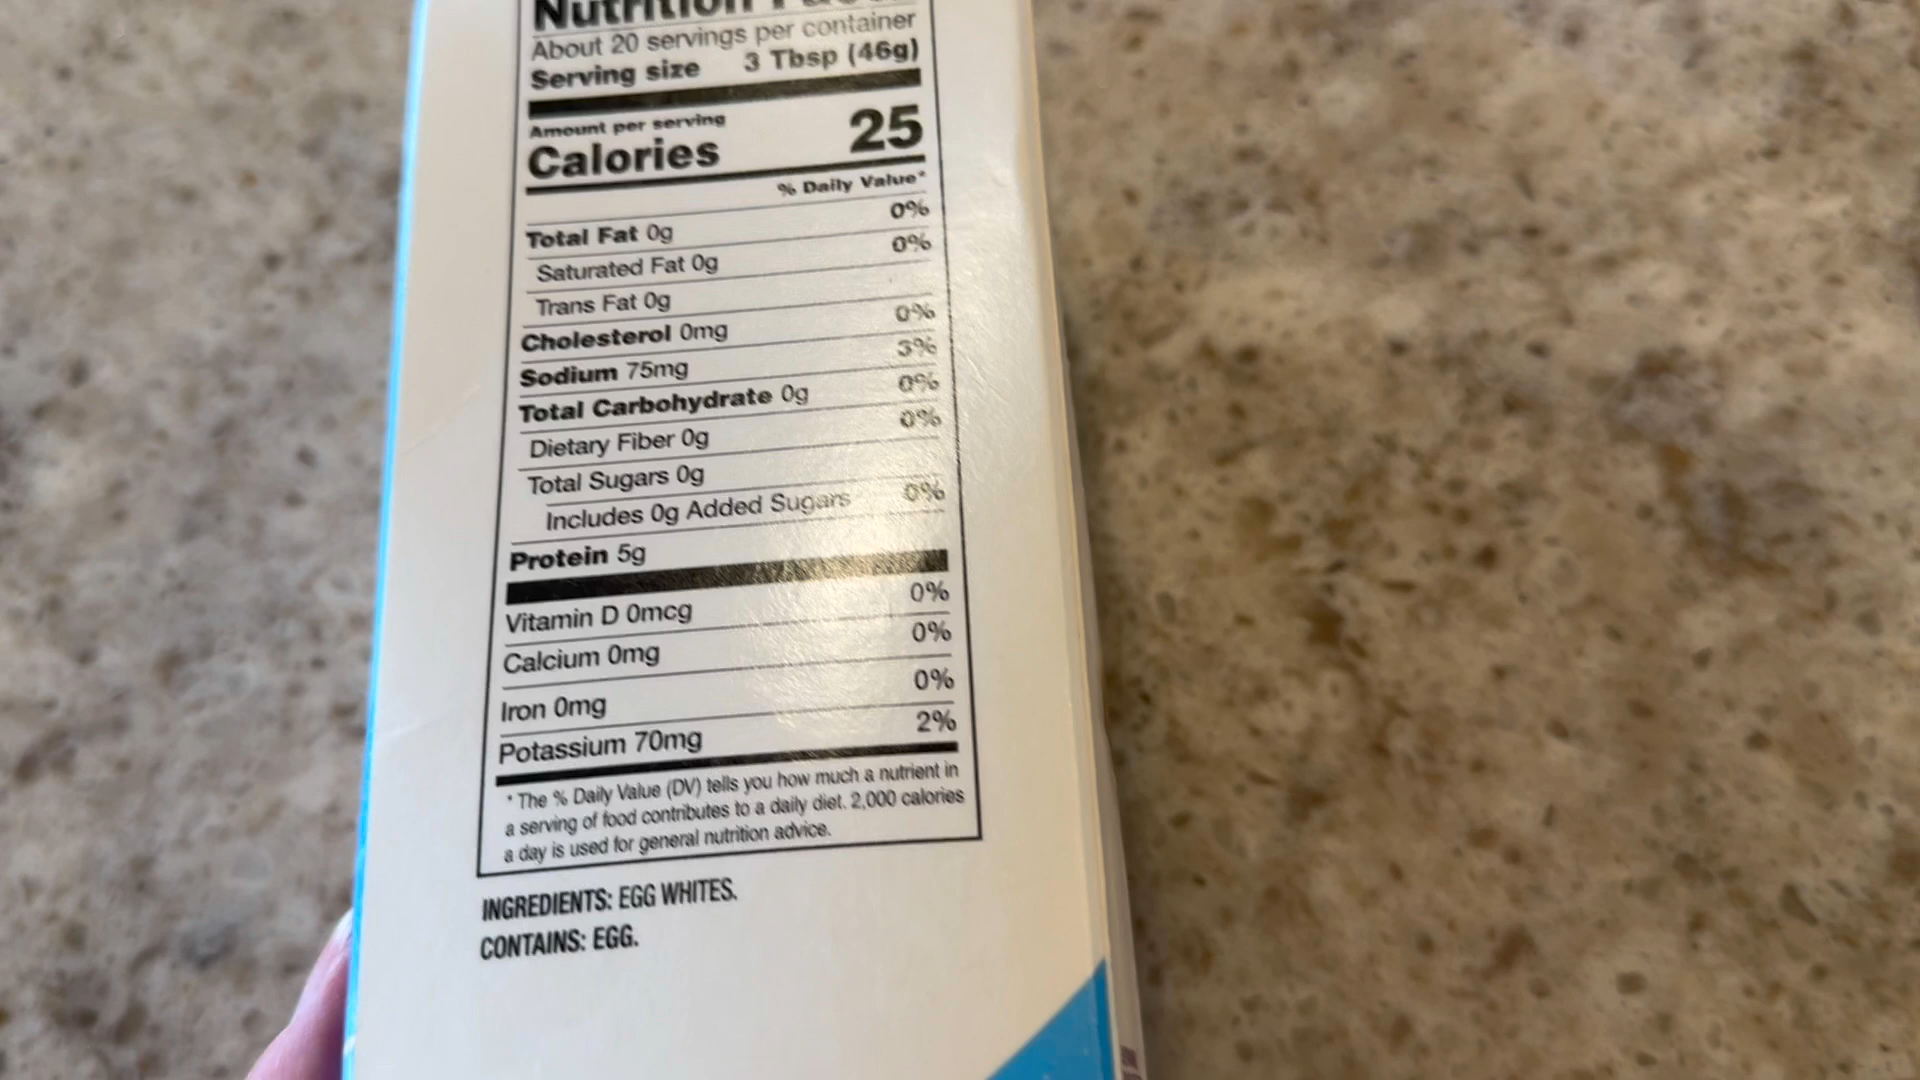 Nutrition
About 20 servings per container
Serving size 3 Tbsp (46g)
Amount per serving
Calories 25
% Daily Value*
Total Fat 0g 0%
Saturated Fat 0g 0%
Trans Fat 0g
Cholesterol 0mg 0%
Sodium 75mg 3%
Total Carbohydrate 0g 0%
Dietary Fiber 0g 0%
Total Sugars 0g
Includes 0g Added Sugars 0%
Protein 5g
Vitamin D 0mcg 0%
Calcium 0mg 0%
Iron 0mg 0%
Potassium 70mg 2%
* The % Daily Value (DV) tells you how much a nutrient in
a serving of food contributes to a daily diet. 2,000 calories
a day is used for general nutrition advice.
INGREDIENTS: EGG WHITES.
CONTAINS: EGG.